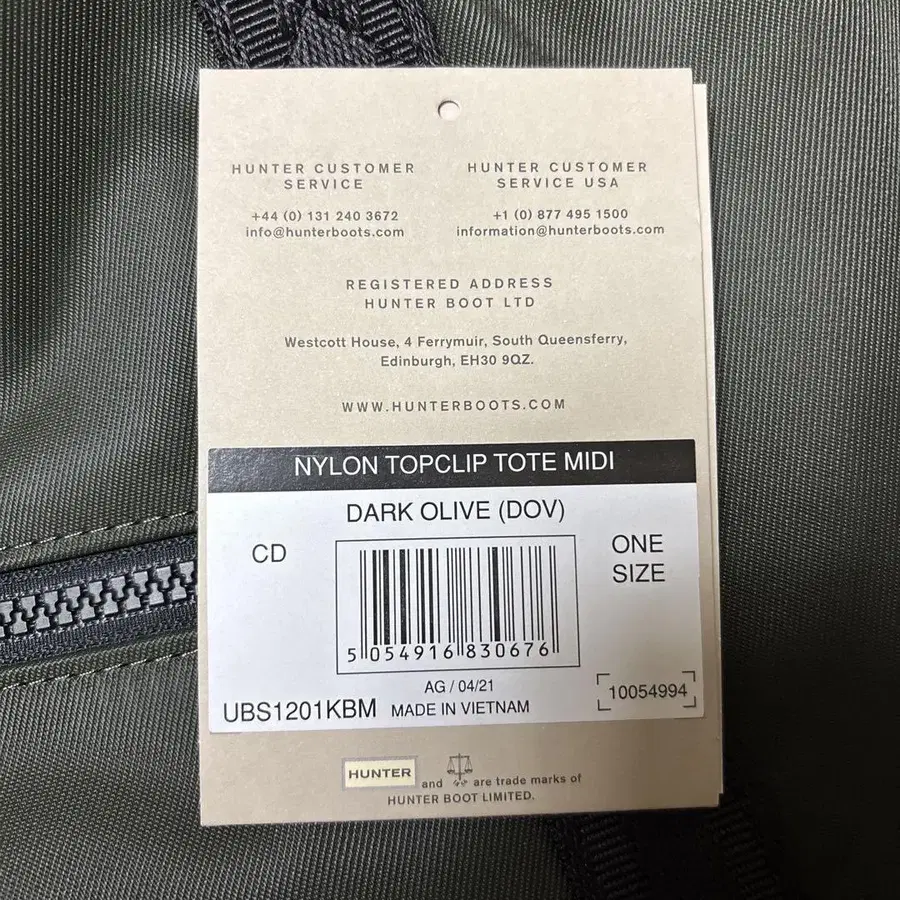 HUNTER CUSTOMER
SERVICE
+44 (0) 131 240 3672
info@hunterboots.com
HUNTER CUSTOMER
SERVICE USA
+1 (0) 877 495 1500
information@hunterboots.com
REGISTERED ADDRESS
HUNTER BOOT LTD
Westcott House, 4 Ferrymuir, South Queensferry,
Edinburgh, EH30 9QZ.
WWW.HUNTERBOOTS.COM
NYLON TOPCLIP TOTE MIDI
DARK OLIVE (DOV)
CD
ONE
SIZE
5 054916 830676
AG / 04/21
UBS1201KBM MADE IN VIETNAM
10054994
HUNTER and are trade marks of
HUNTER BOOT LIMITED.